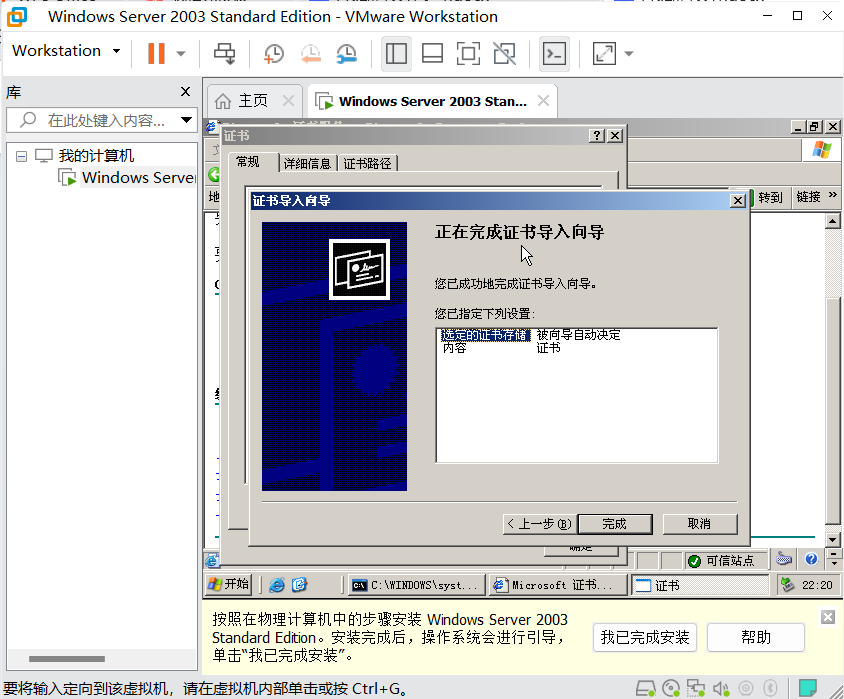 Windows Server 2003 Standard Edition - VMware Workstation
Workstation
库
在此处键入内容...
我的计算机
Windows Server
主页
Windows Server 2003 Stan...
证书
常规
详细信息
证书路径
转到
链接
证书导入向导
正在完成证书导入向导
您已成功地完成证书导入向导。
您已指定下列设置:
选定的证书存储 被向导自动决定
内容 证书
< 上一步(B)
完成
取消
确定
可信站点
开始
C:\WINDOWS\syst...
Microsoft 证书...
证书
22:20
按照在物理计算机中的步骤安装 Windows Server 2003
Standard Edition。安装完成后，操作系统会进行引导，
单击“我已完成安装”。
我已完成安装
帮助
要将输入定向到该虚拟机，请在虚拟机内部单击或按 Ctrl+G。